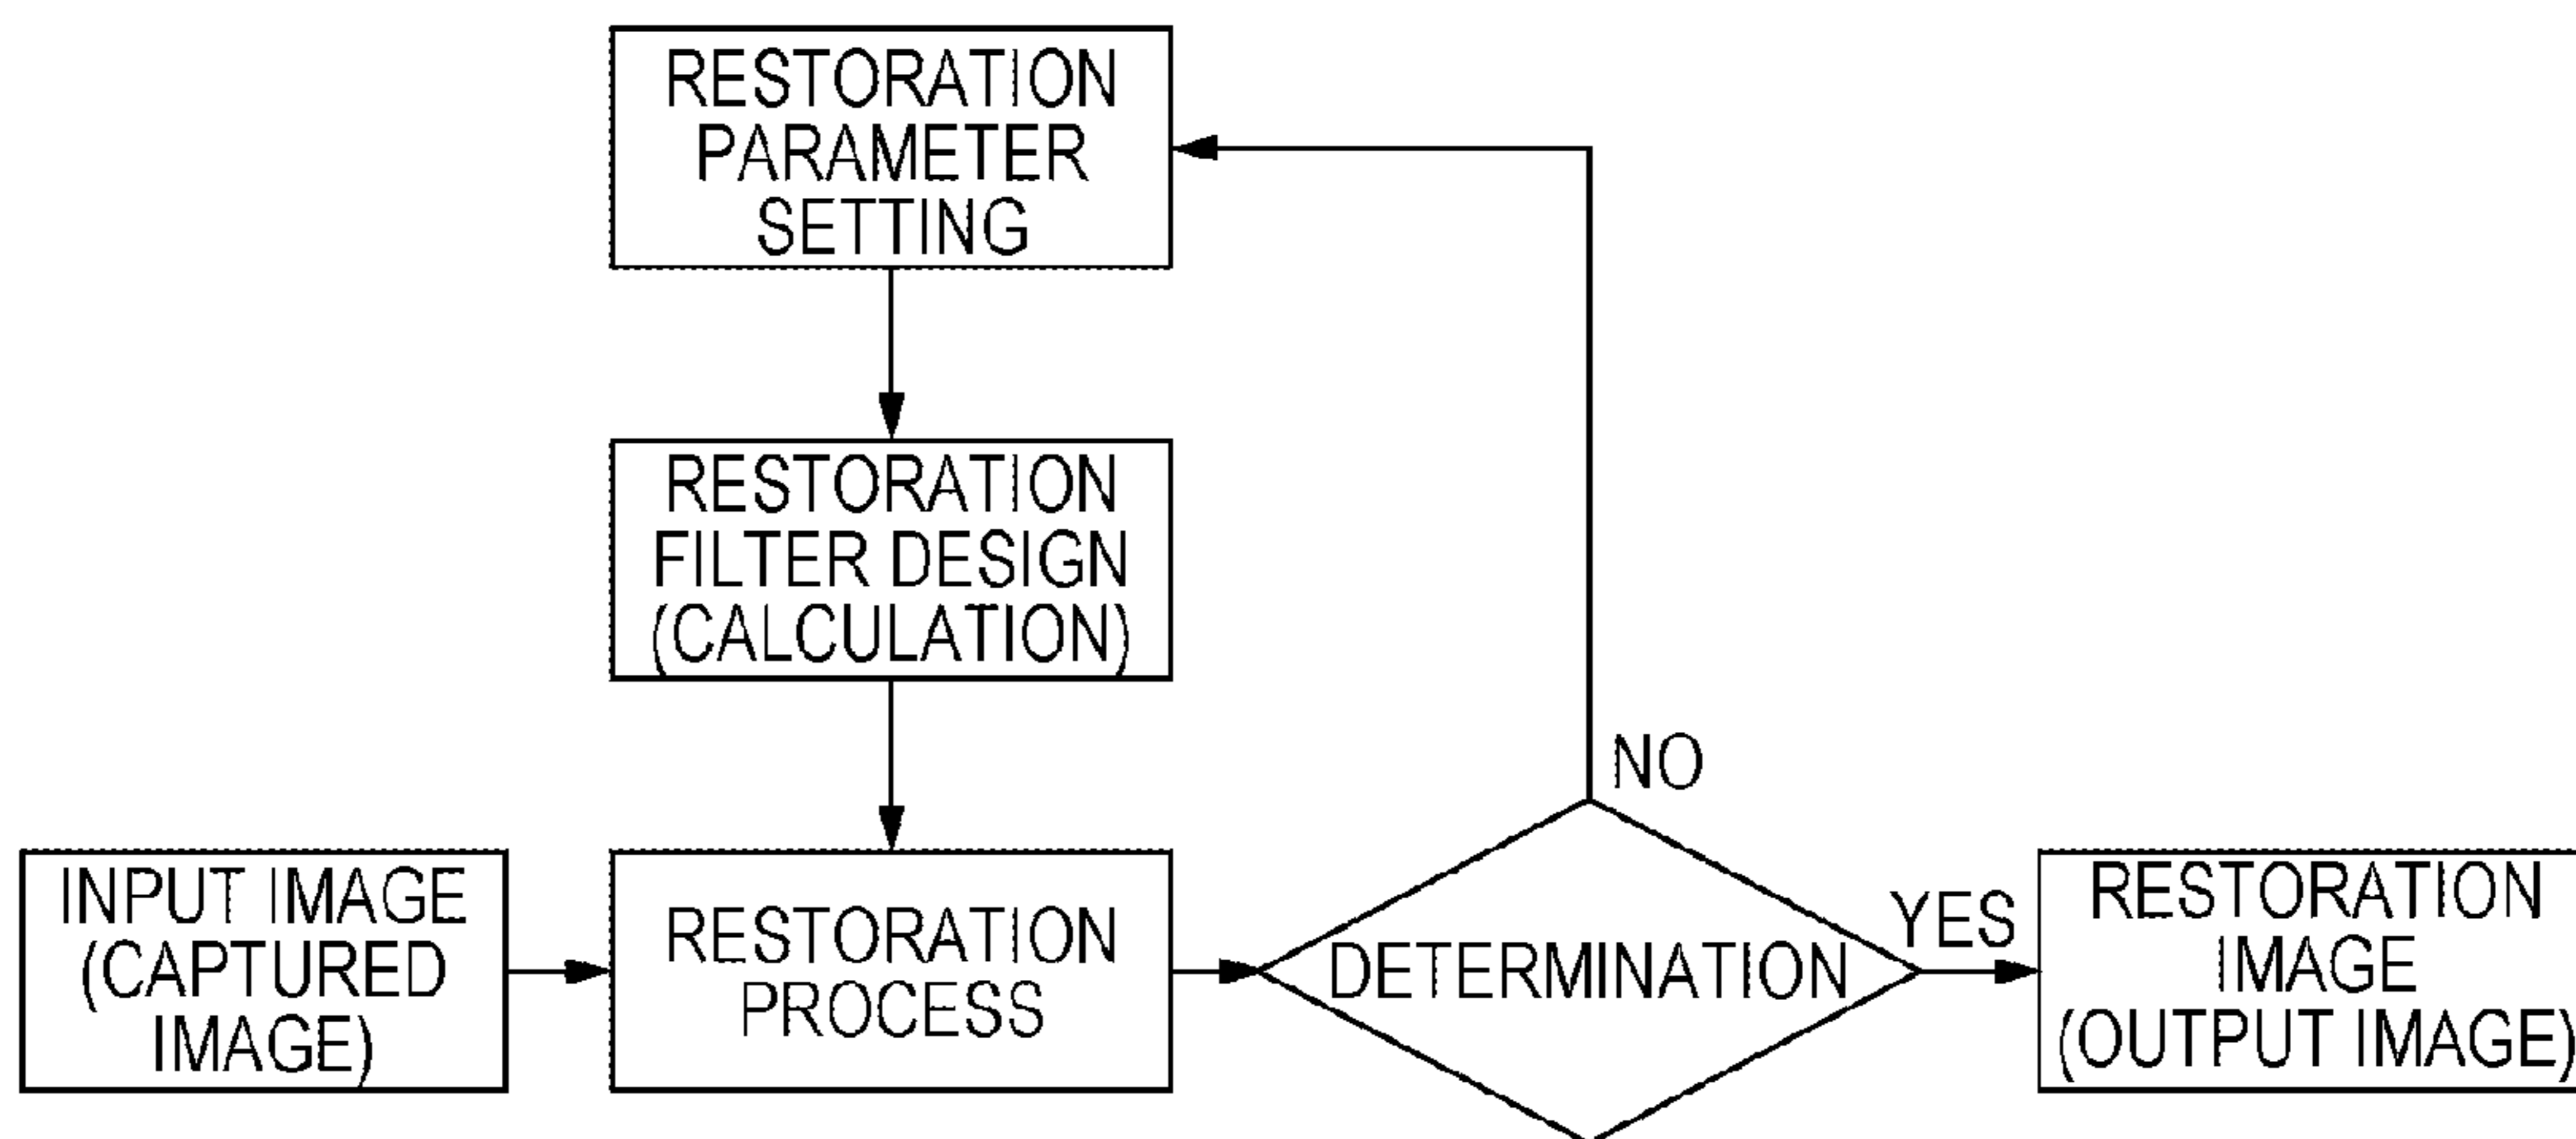 RESTORATION
PARAMETER
SETTING
RESTORATION
FILTER DESIGN
(CALCULATION)
NO
INPUT IMAGE
(CAPTURED
IMAGE)
RESTORATION
PROCESS
DETERMINATION
YES
RESTORATION
IMAGE
(OUTPUT IMAGE)